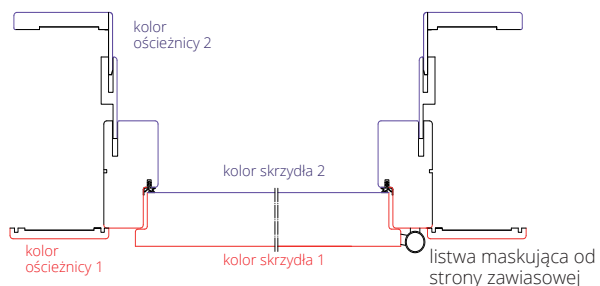 kolor
ościeżnicy 2
kolor skrzydła 2
kolor
ościeżnicy 1
kolor skrzydła 1
listwa maskująca od
strony zawiasowej